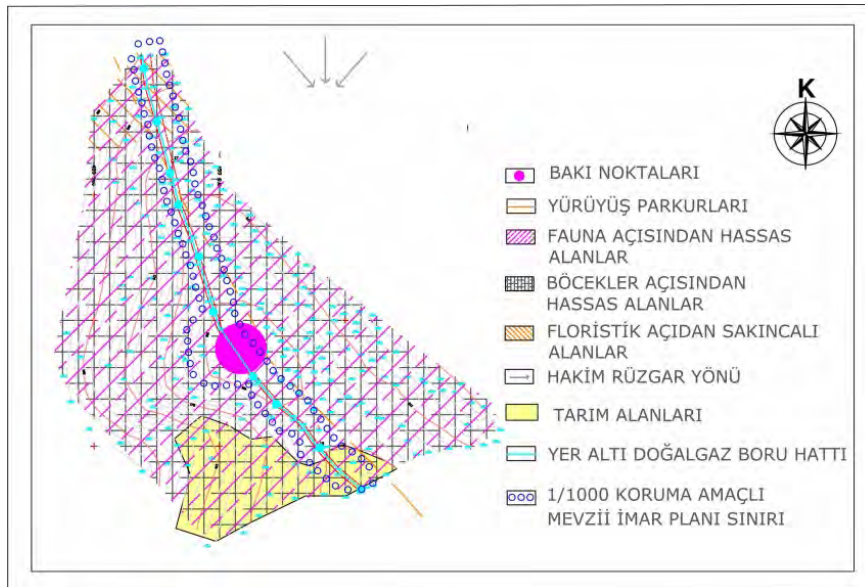 K
BAKI NOKTALARI
YÜRÜYÜŞ PARKURLARI
FAUNA AÇISINDAN HASSAS
ALANLAR
BÖCEKLER AÇISINDAN
HASSAS ALANLAR
FLORİSTİK AÇIDAN SAKINCALI
ALANLAR
HAKİM RÜZGAR YÖNÜ
TARIM ALANLARI
YER ALTI DOĞALGAZ BORU HATTI
1/1000 KORUMA AMAÇLI
MEVZİİ İMAR PLANI SINIRI